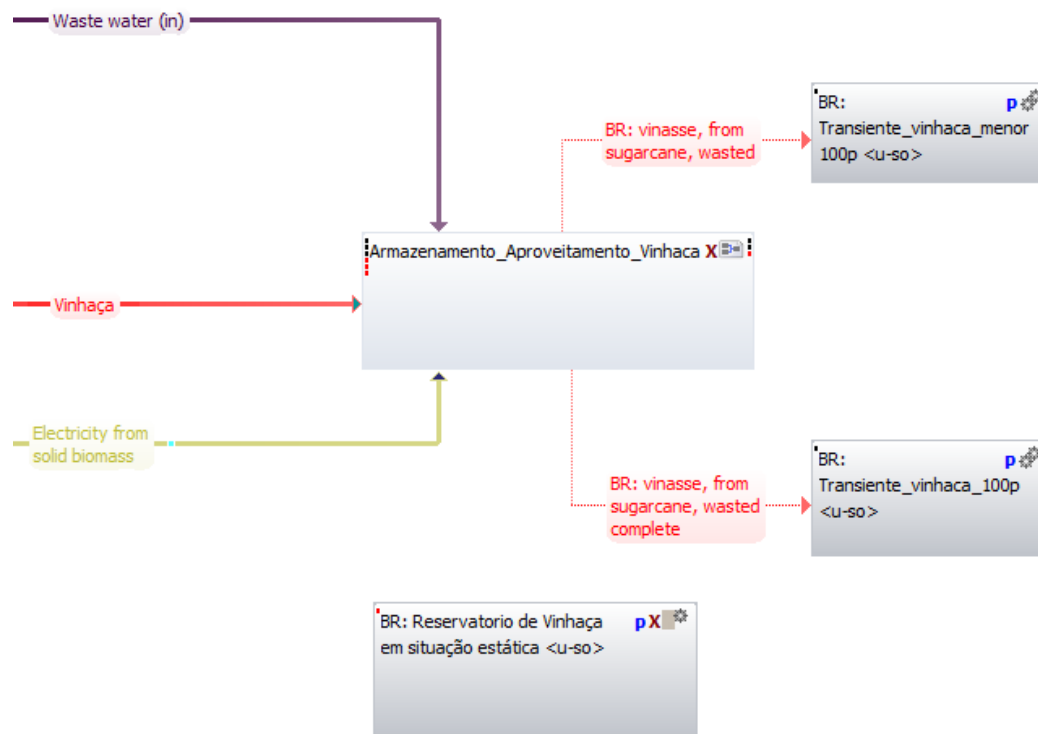 Waste water (in)
BR: p
Transiente_vinhaca_menor
100p <u-so>
BR: vinasse, from
sugarcane, wasted
Armazenamento_Aproveitamento_Vinhaca X
Vinhaça
Electricity from
solid biomass
BR: p
Transiente_vinhaca_100p
<u-so>
BR: vinasse, from
sugarcane, wasted
complete
BR: Reservatorio de Vinhaça p X
em situação estática <u-so>